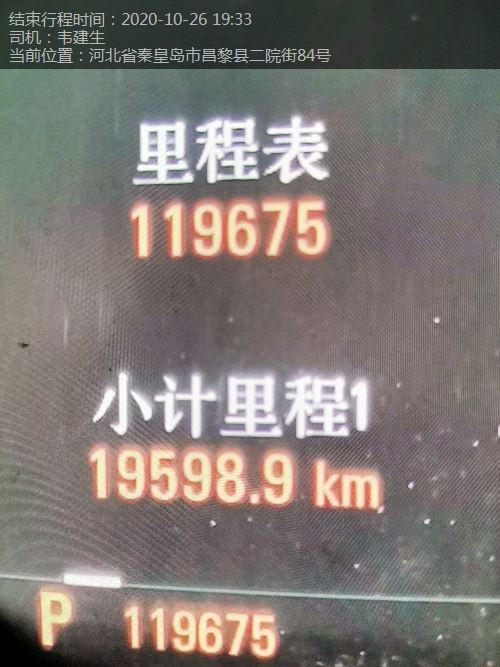 结束行程时间：2020-10-26 19:33
司机：韦建生
当前位置：河北省秦皇岛市昌黎县二院街84号
里程表
119675
小计里程1
19598.9 km
P 119675